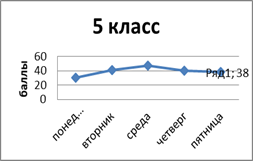 5 класс
баллы
60
40
20
0
Ряд1; 38
понед...
вторник
среда
четверг
пятница